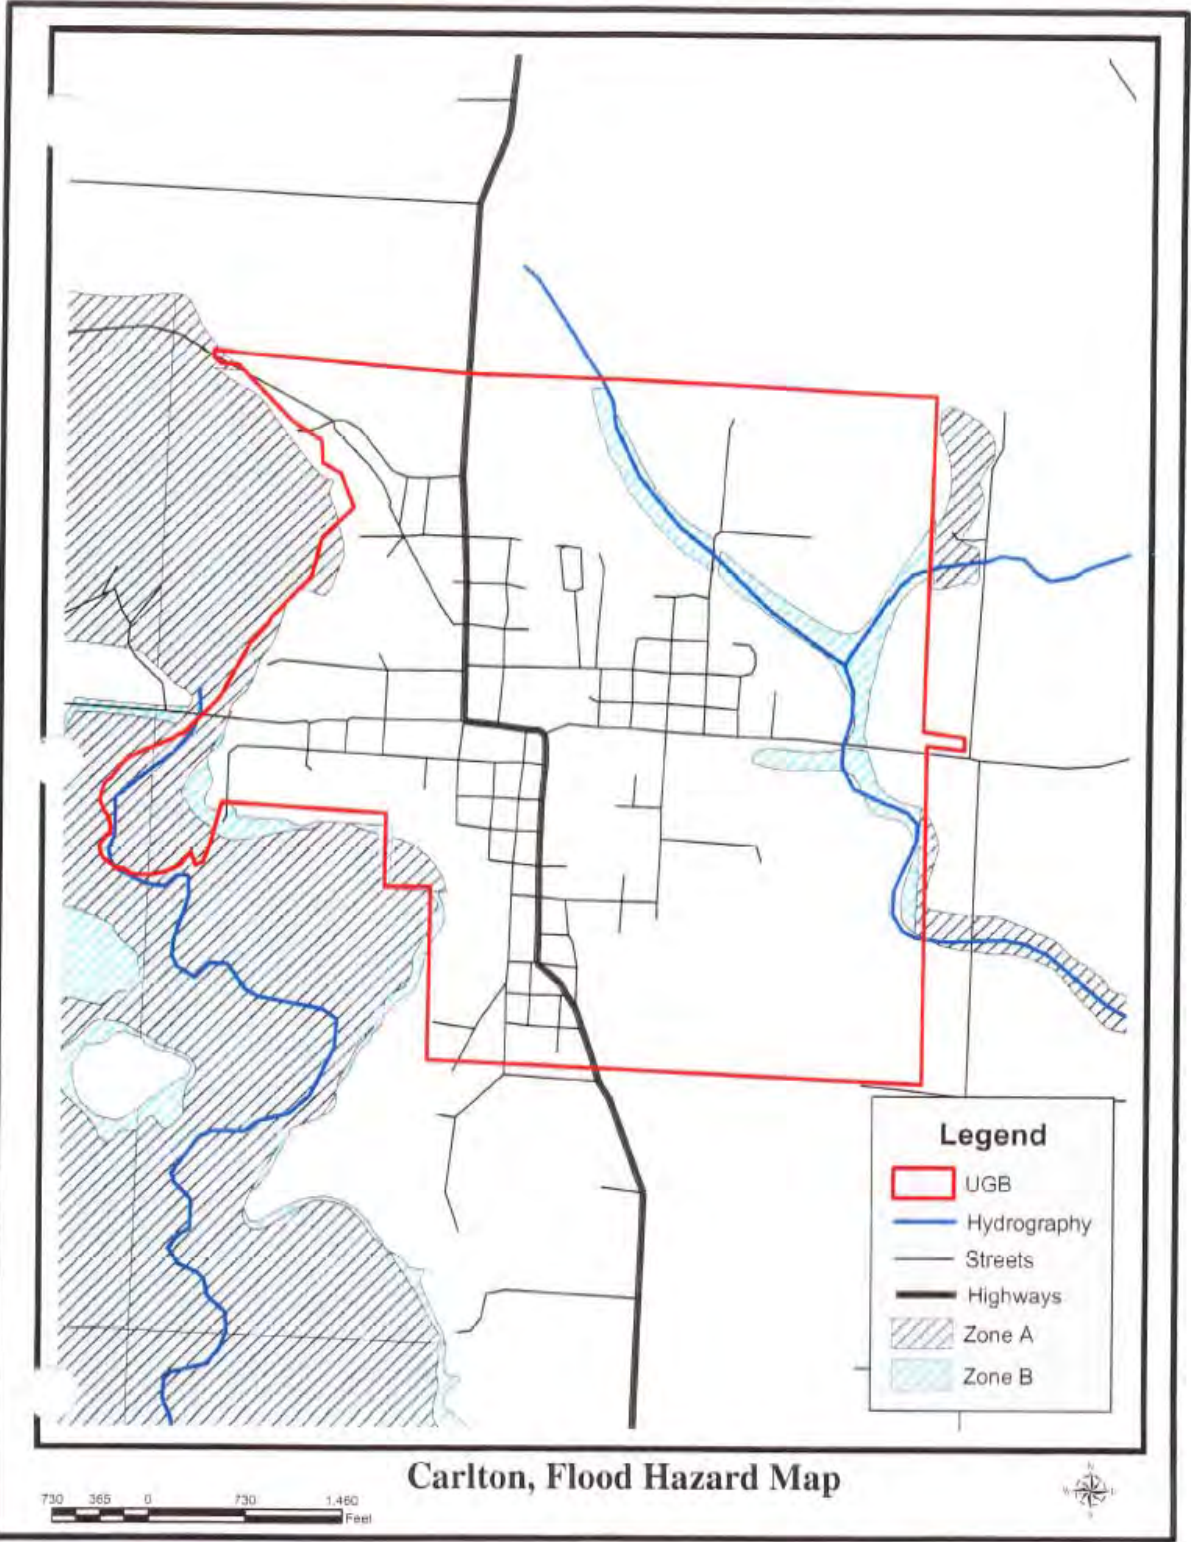 Legend
UGB
Hydrography
Streets
Highways
Zone A
Zone B
Carlton, Flood Hazard Map
730 365 0 730 1,460
Feet
N
W